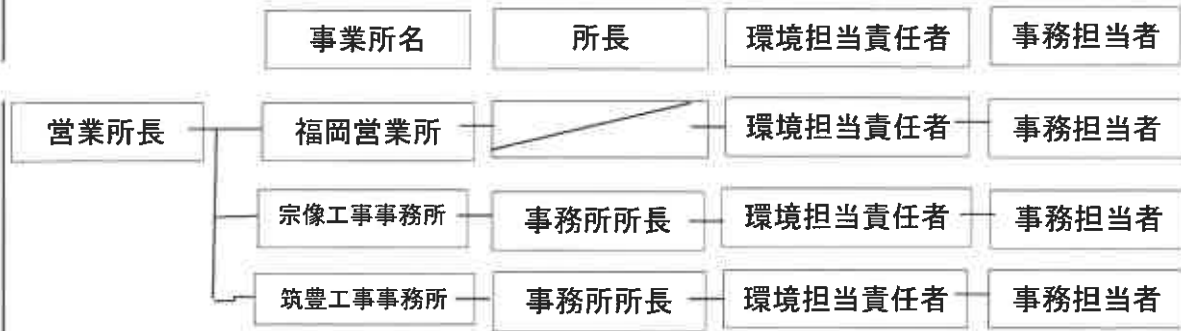 事業所名 所長 環境担当責任者 事務担当者
営業所長 福岡営業所 環境担当責任者 事務担当者
宗像工事事務所 事務所所長 環境担当責任者 事務担当者
筑豊工事事務所 事務所所長 環境担当責任者 事務担当者